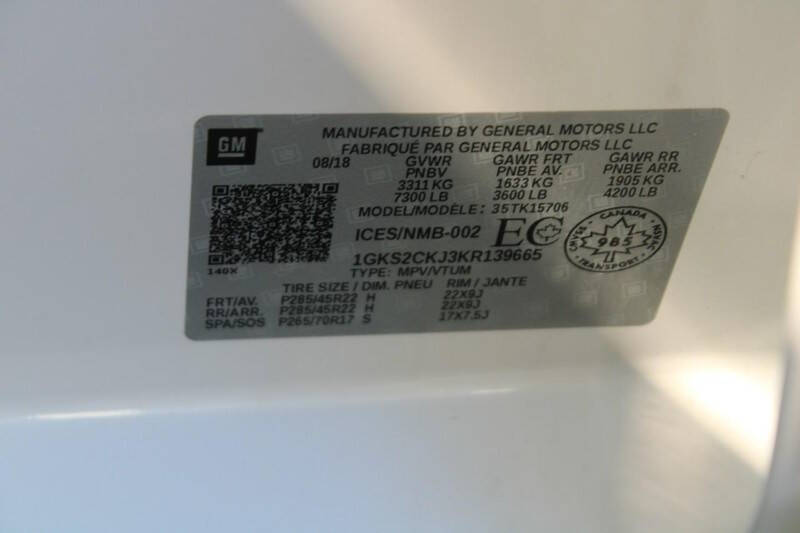 GM
MANUFACTURED BY GENERAL MOTORS LLC
FABRIQUÉ PAR GENERAL MOTORS LLC
08/18 GVWR GAWR FRT GAWR RR
PNBV PNBE AV. PNBE ARR.
3311 KG 1633 KG 1905 KG
7300 LB 3600 LB 4200 LB
MODEL/MODÈLE: 35TK15706
ICES/NMB-002 EC
CANADA
CMVSS 985 NSVAC
TRANSPORT
1GKS2CKJ3KR139665
140X
TYPE: MPV/VTUM
TIRE SIZE / DIM. PNEU RIM / JANTE
FRT/AV. P285/45R22 H 22X9J
RR/ARR. P285/45R22 H 22X9J
SPA/SOS P265/70R17 S 17X7.5J